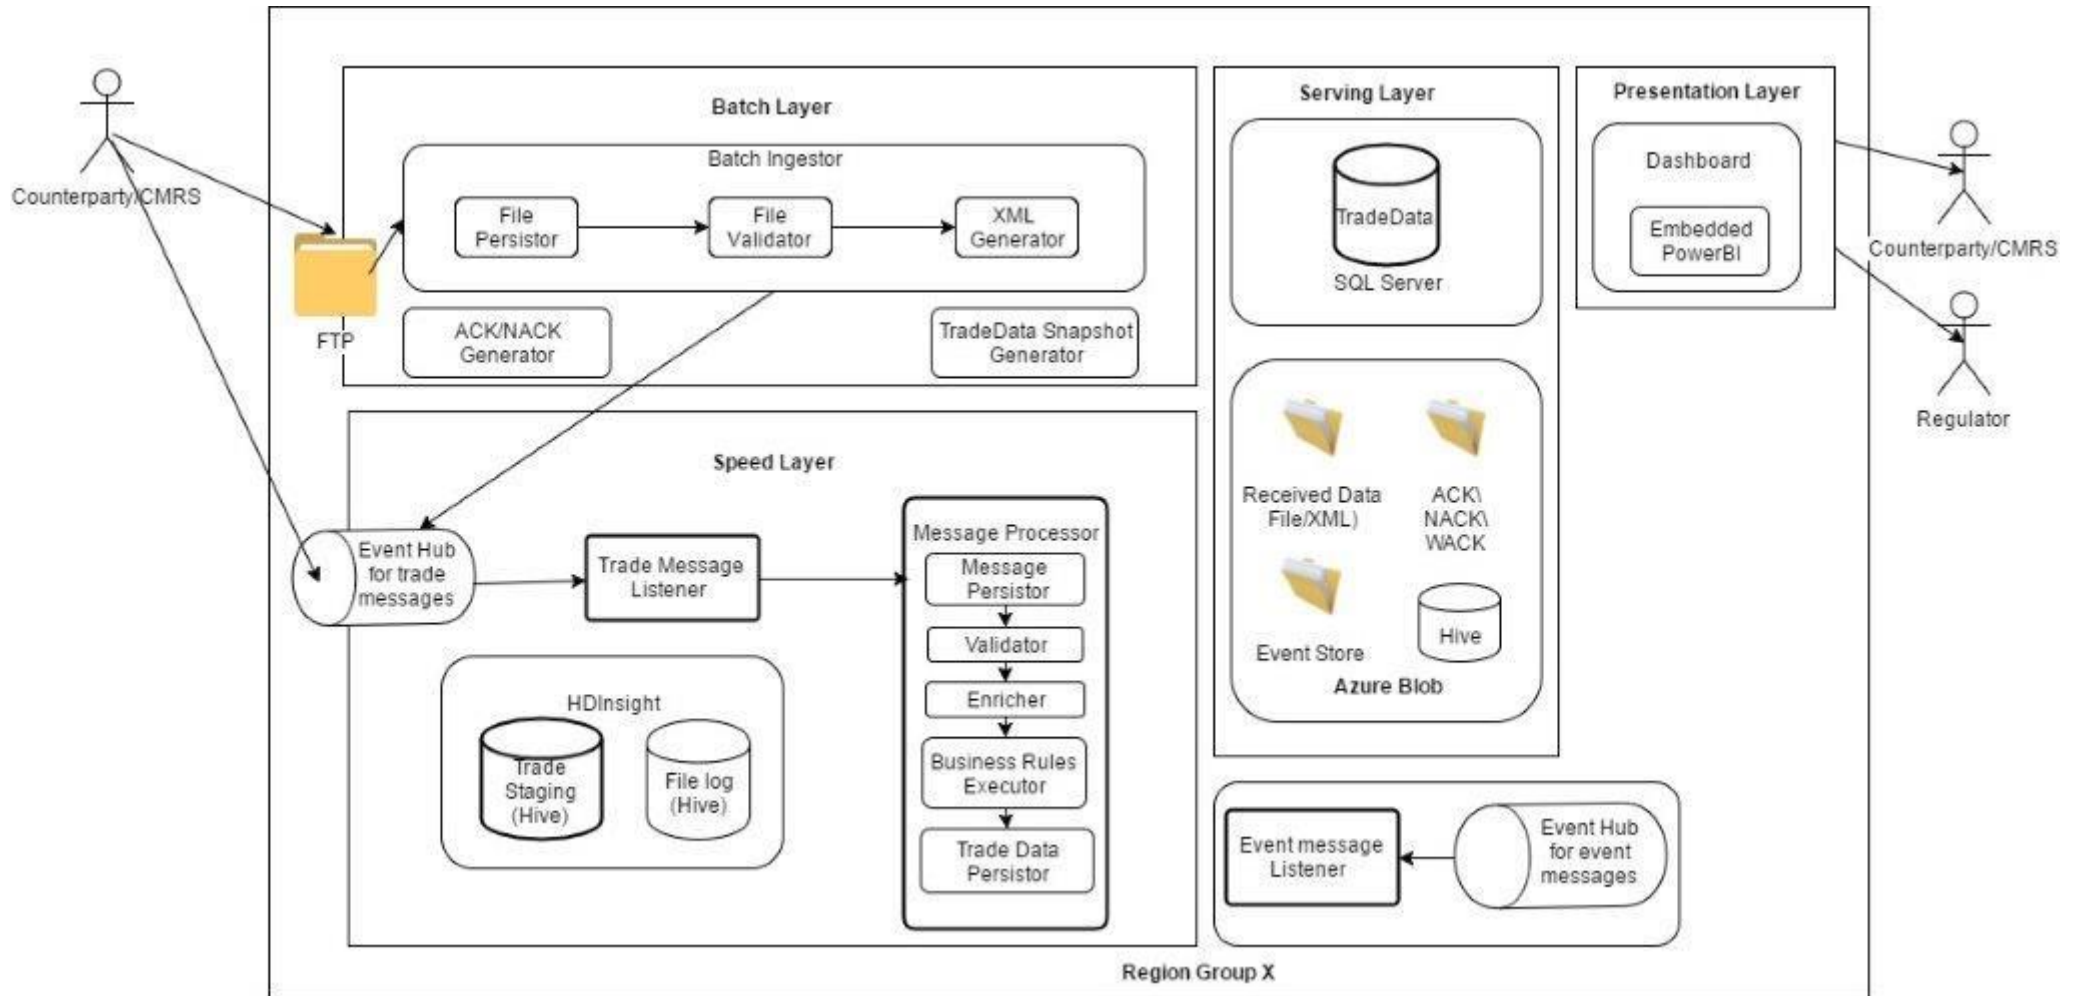 Counterparty/CMRS
FTP
Batch Layer
Batch Ingestor
File
Persistor
File
Validator
XML
Generator
ACK/NACK
Generator
TradeData Snapshot
Generator
Speed Layer
Event Hub
for trade
messages
Trade Message
Listener
Message Processor
Message
Persistor
Validator
Enricher
Business Rules
Executor
Trade Data
Persistor
HDInsight
Trade
Staging
(Hive)
File log
(Hive)
Serving Layer
TradeData
SQL Server
Received Data
File/XML)
ACK\
NACK\
WACK
Event Store
Hive
Azure Blob
Presentation Layer
Dashboard
Embedded
PowerBI
Counterparty/CMRS
Regulator
Event message
Listener
Event Hub
for event
messages
Region Group X